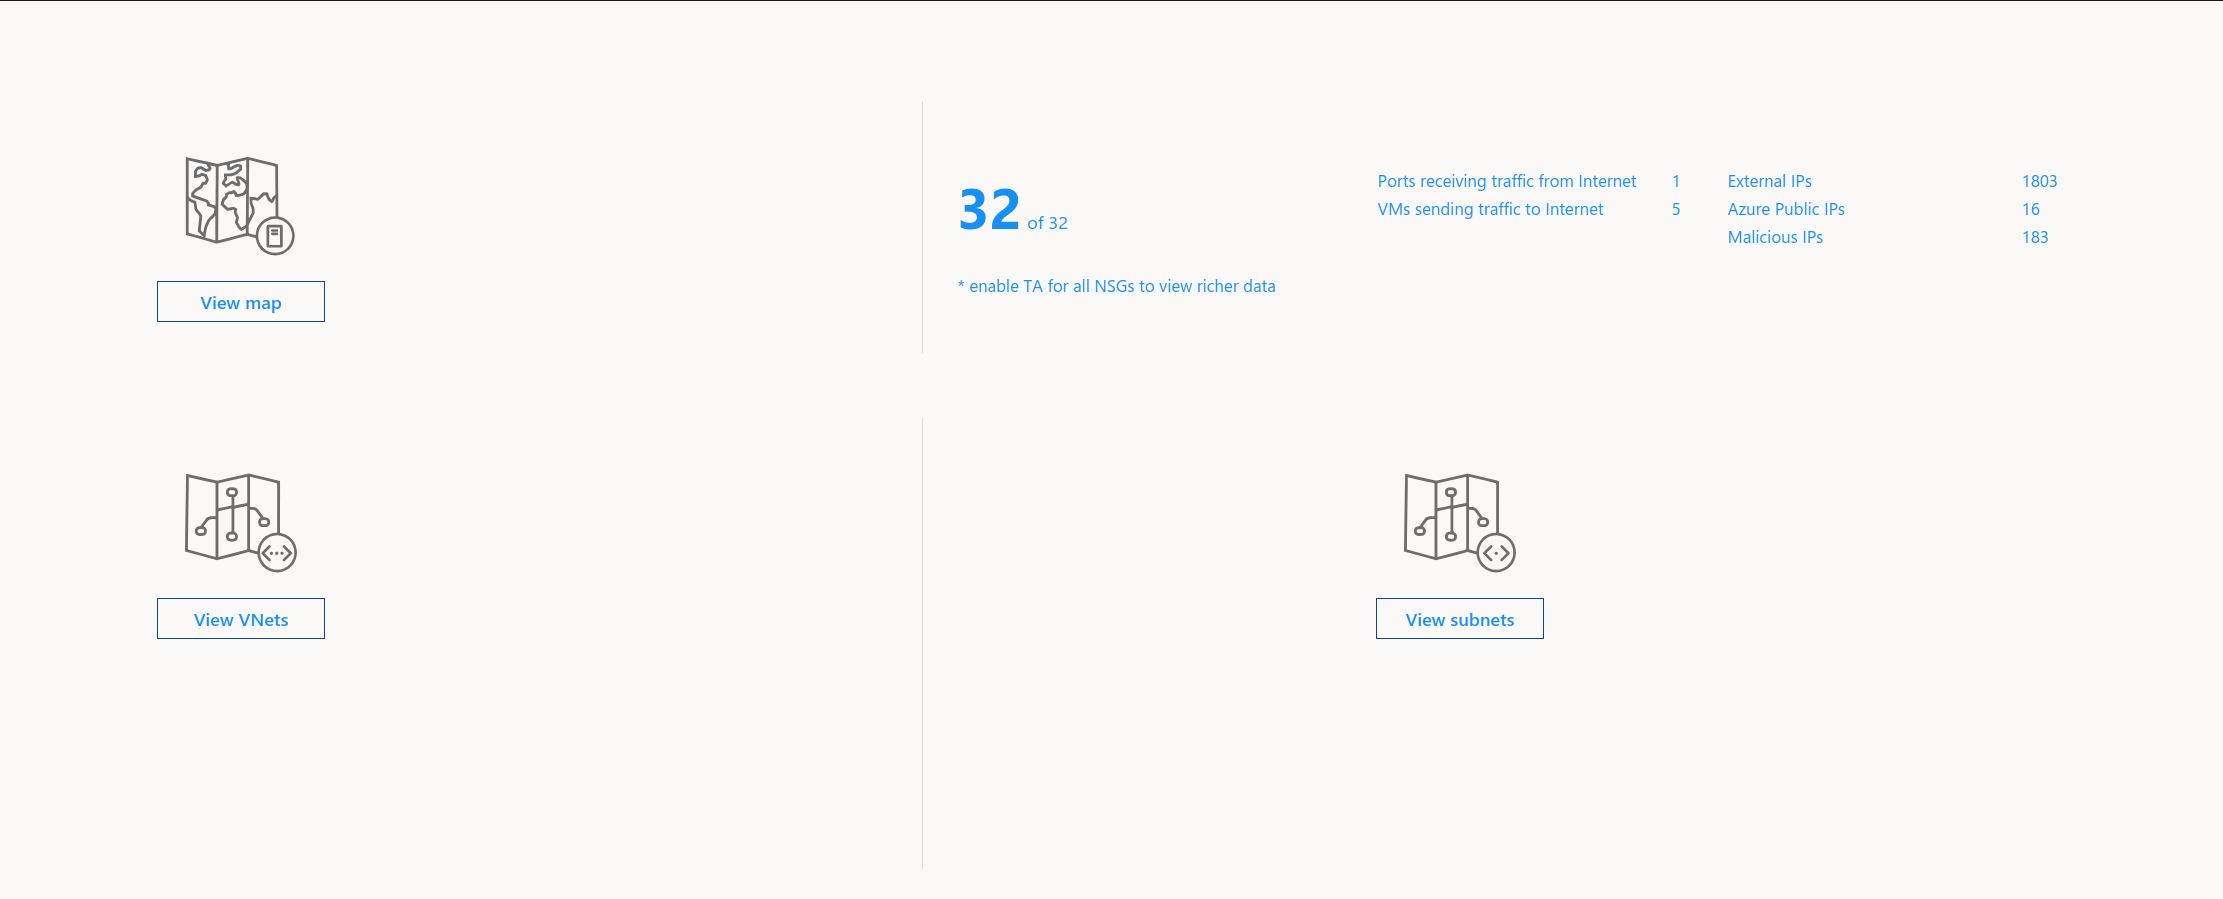 32 of 32
* enable TA for all NSGs to view richer data
Ports receiving traffic from Internet 1
VMs sending traffic to Internet 5
External IPs 1803
Azure Public IPs 16
Malicious IPs 183
View map
View VNets
View subnets